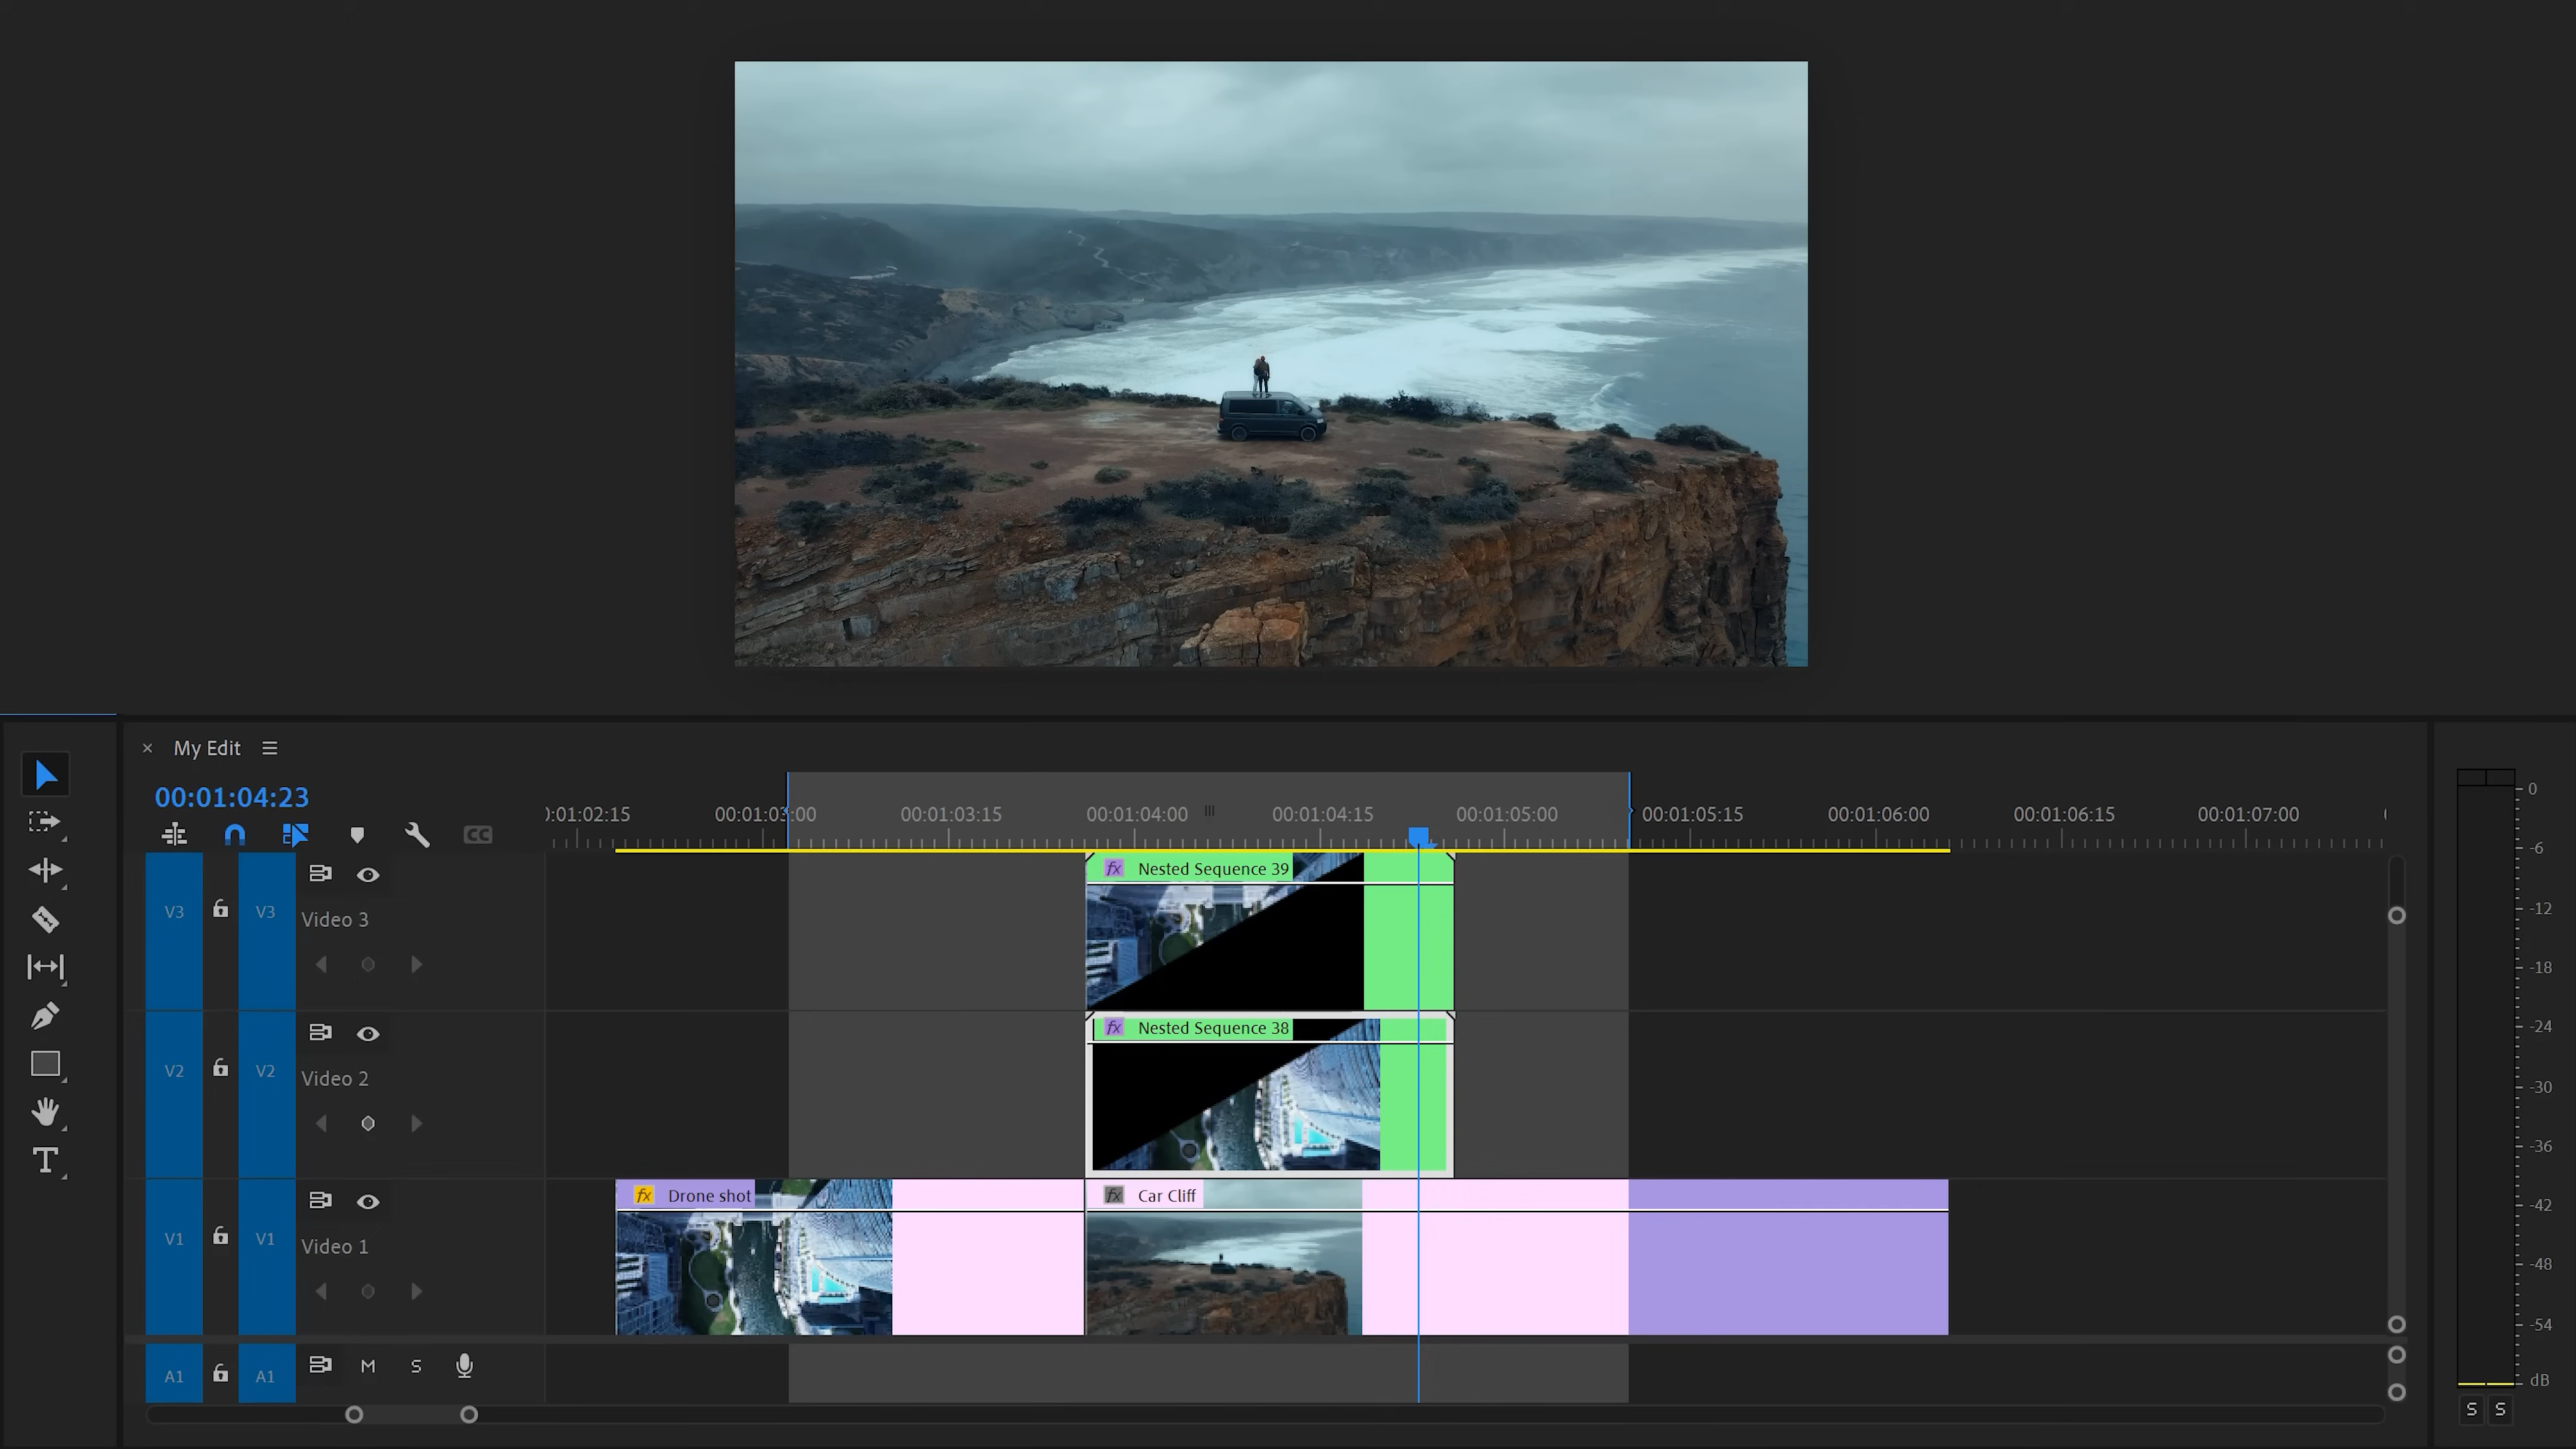 My Edit
00:01:04:23
:01:02:15 00:01:03:00 00:01:03:15 00:01:04:00 00:01:04:15 00:01:05:00 00:01:05:15 00:01:06:00 00:01:06:15 00:01:07:00
CC
V3 V3 Video 3
fx Nested Sequence 39
V2 V2 Video 2
fx Nested Sequence 38
V1 V1 Video 1
fx Drone shot
fx Car Cliff
A1 A1 M S
T
0
-6
-12
-18
-24
-30
-36
-42
-48
-54
dB
S S